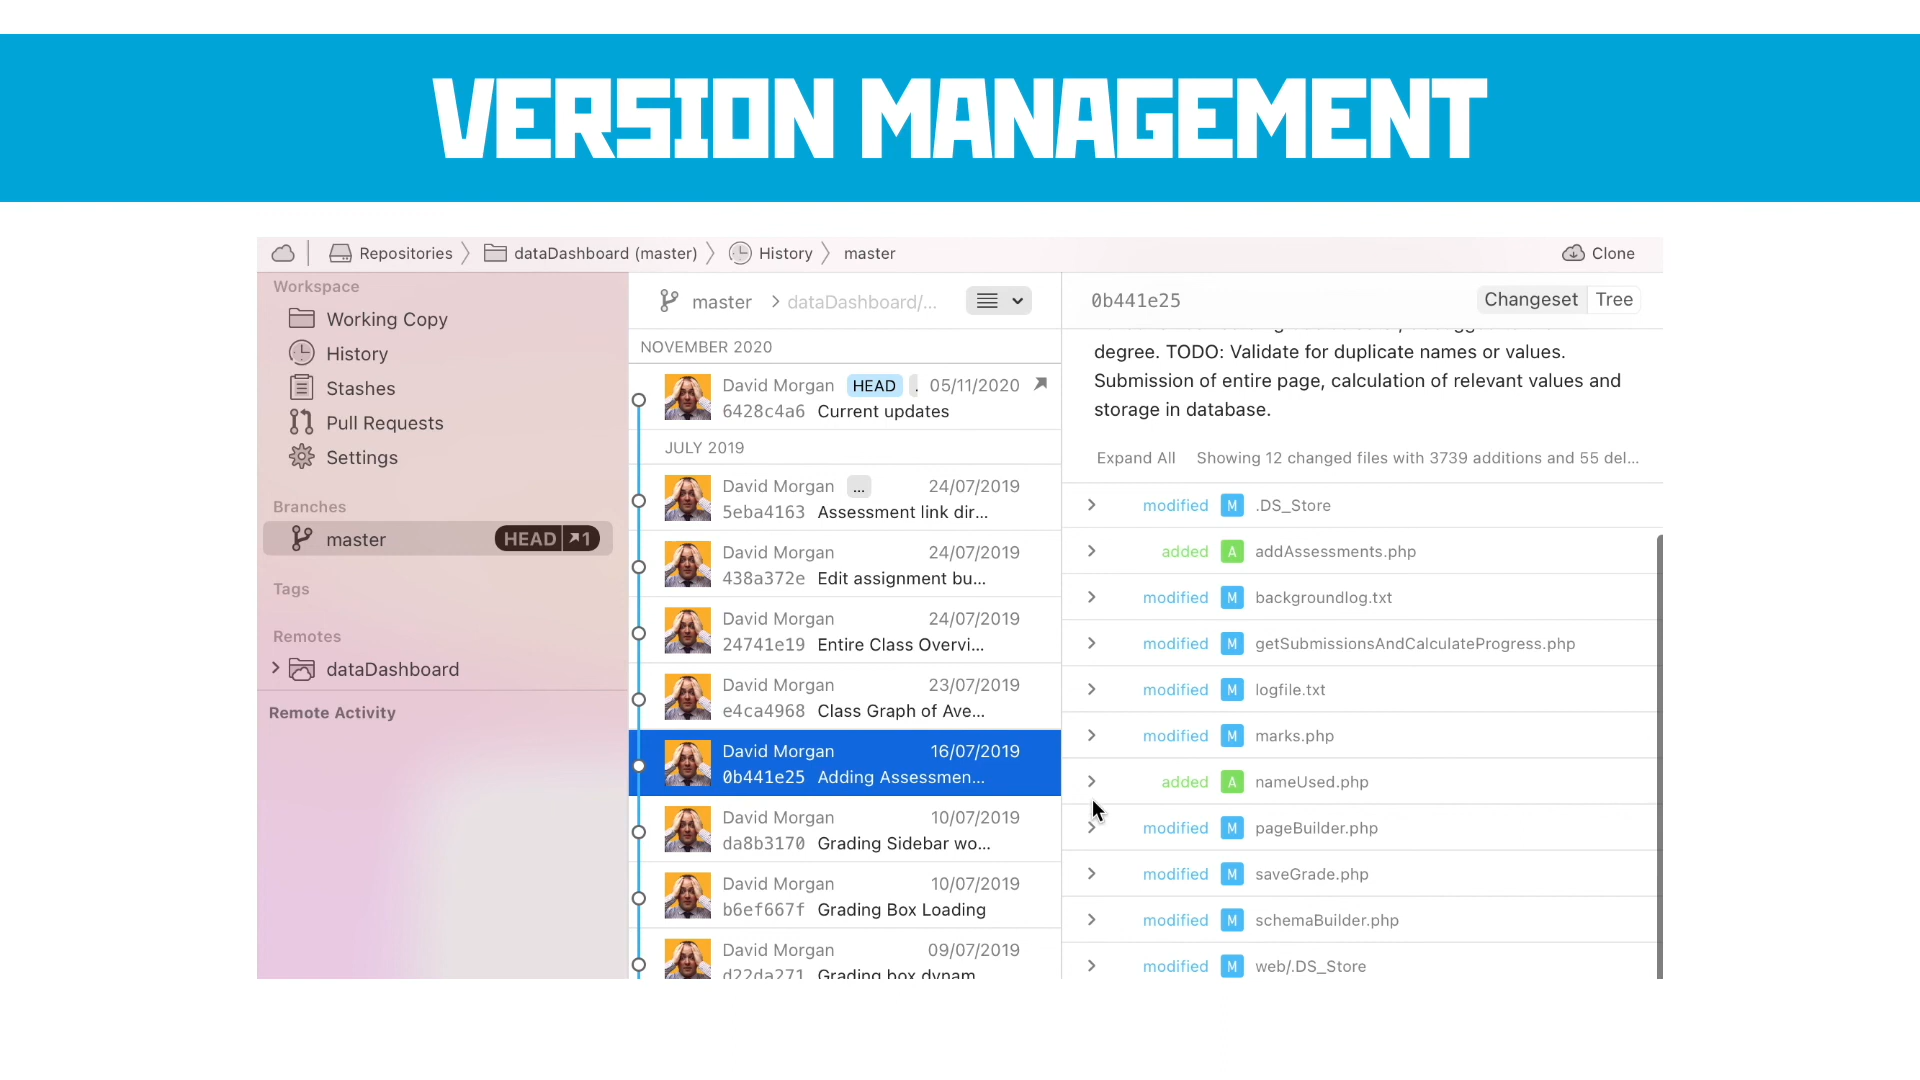 VERSION MANAGEMENT
Repositories
dataDashboard (master)
History
master
Clone
Workspace
Working Copy
History
Stashes
Pull Requests
Settings
Branches
master
HEAD 1
Tags
Remotes
dataDashboard
Remote Activity
master
dataDashboard/...
NOVEMBER 2020
David Morgan HEAD . 05/11/2020
6428c4a6 Current updates
JULY 2019
David Morgan ... 24/07/2019
5eba4163 Assessment link dir...
David Morgan 24/07/2019
438a372e Edit assignment bu...
David Morgan 24/07/2019
24741e19 Entire Class Overvi...
David Morgan 23/07/2019
e4ca4968 Class Graph of Ave...
David Morgan 16/07/2019
0b441e25 Adding Assessmen...
David Morgan 10/07/2019
da8b3170 Grading Sidebar wo...
David Morgan 10/07/2019
b6ef667f Grading Box Loading
David Morgan 09/07/2019
d22da271 Grading box dynam
0b441e25
Changeset Tree
degree. TODO: Validate for duplicate names or values.
Submission of entire page, calculation of relevant values and
storage in database.
Expand All Showing 12 changed files with 3739 additions and 55 del...
modified M .DS_Store
added A addAssessments.php
modified M backgroundlog.txt
modified M getSubmissionsAndCalculateProgress.php
modified M logfile.txt
modified M marks.php
added A nameUsed.php
modified M pageBuilder.php
modified M saveGrade.php
modified M schemaBuilder.php
modified M web/.DS_Store